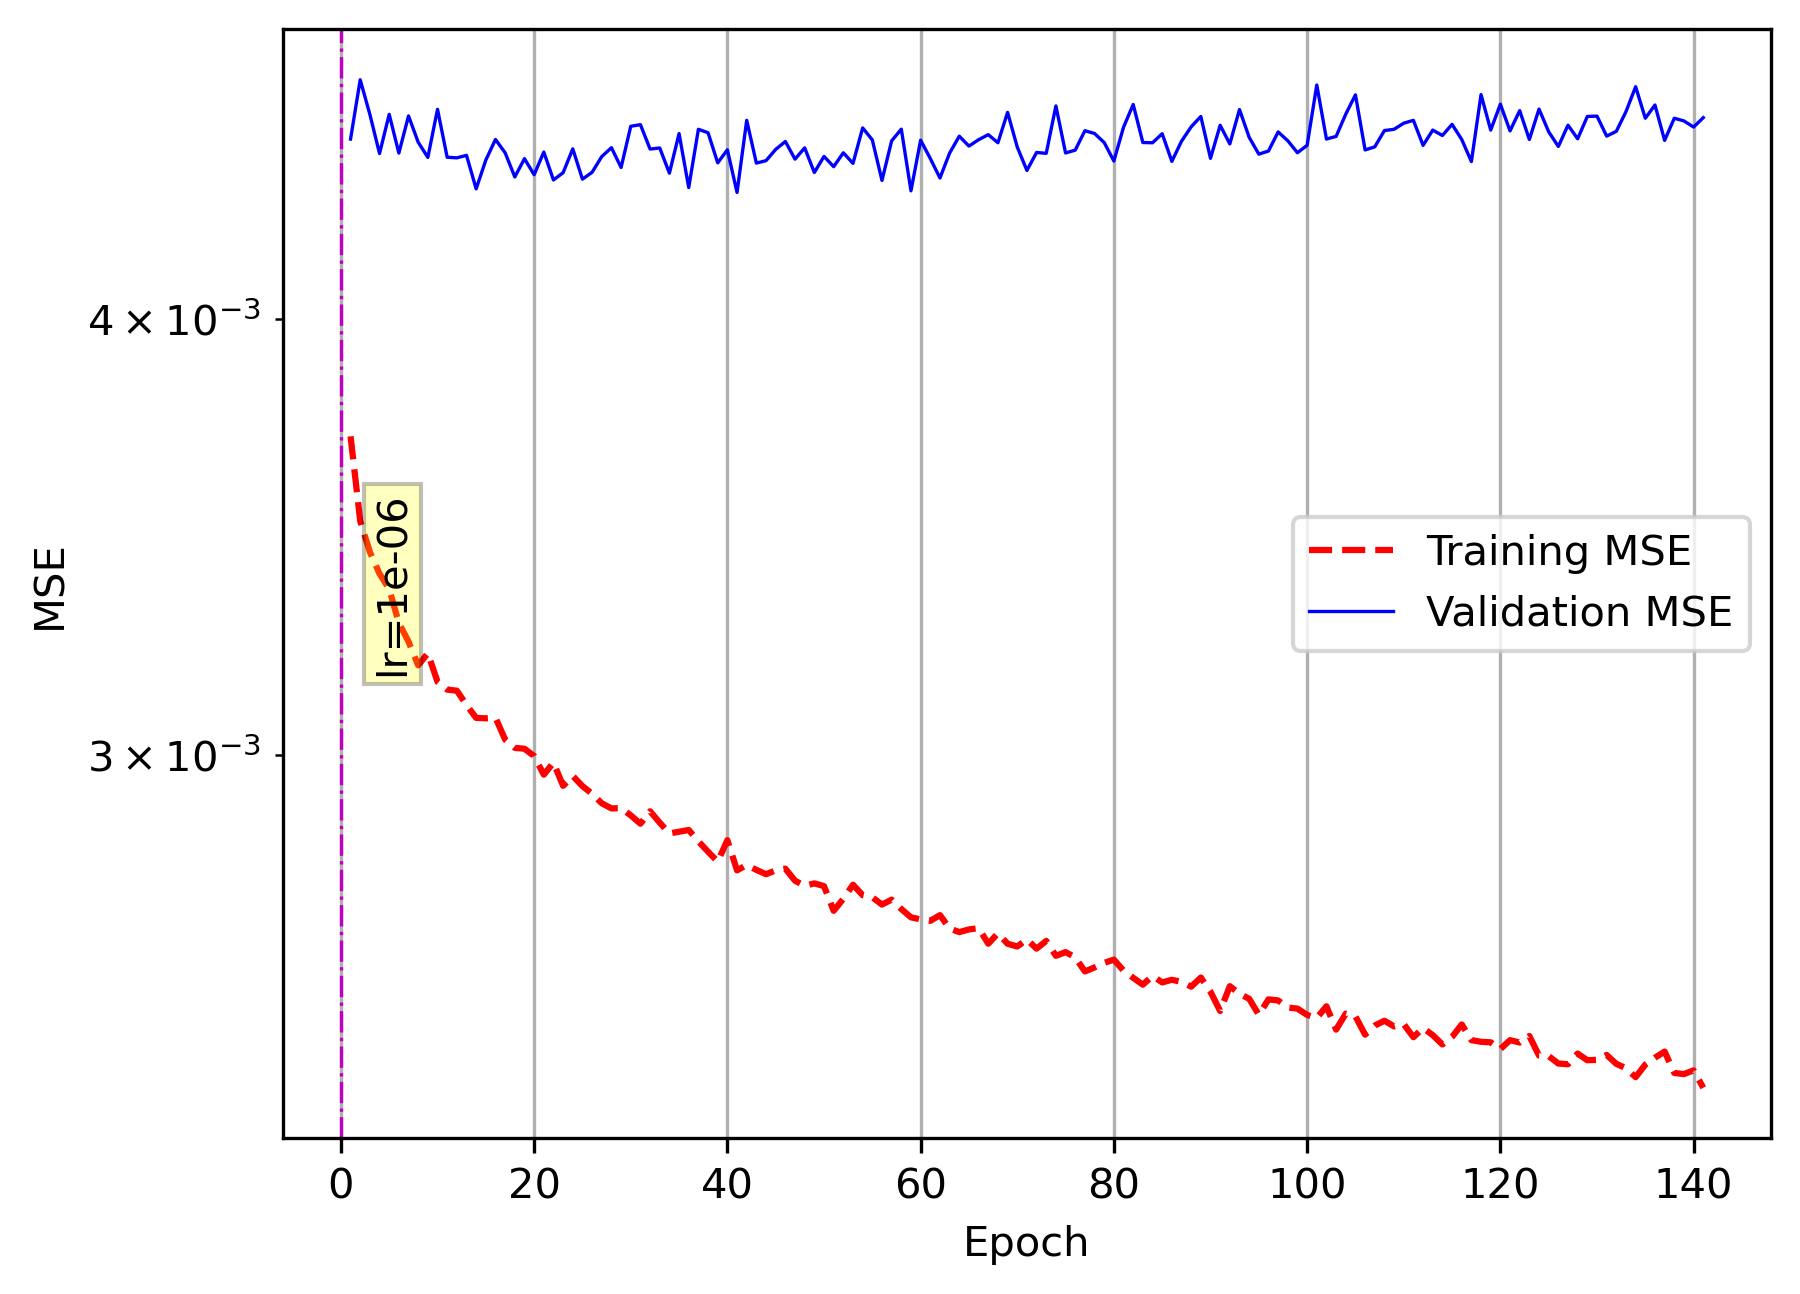 MSE
4 × 10⁻³
3 × 10⁻³
lr=1e-06
Training MSE
Validation MSE
0 20 40 60 80 100 120 140
Epoch